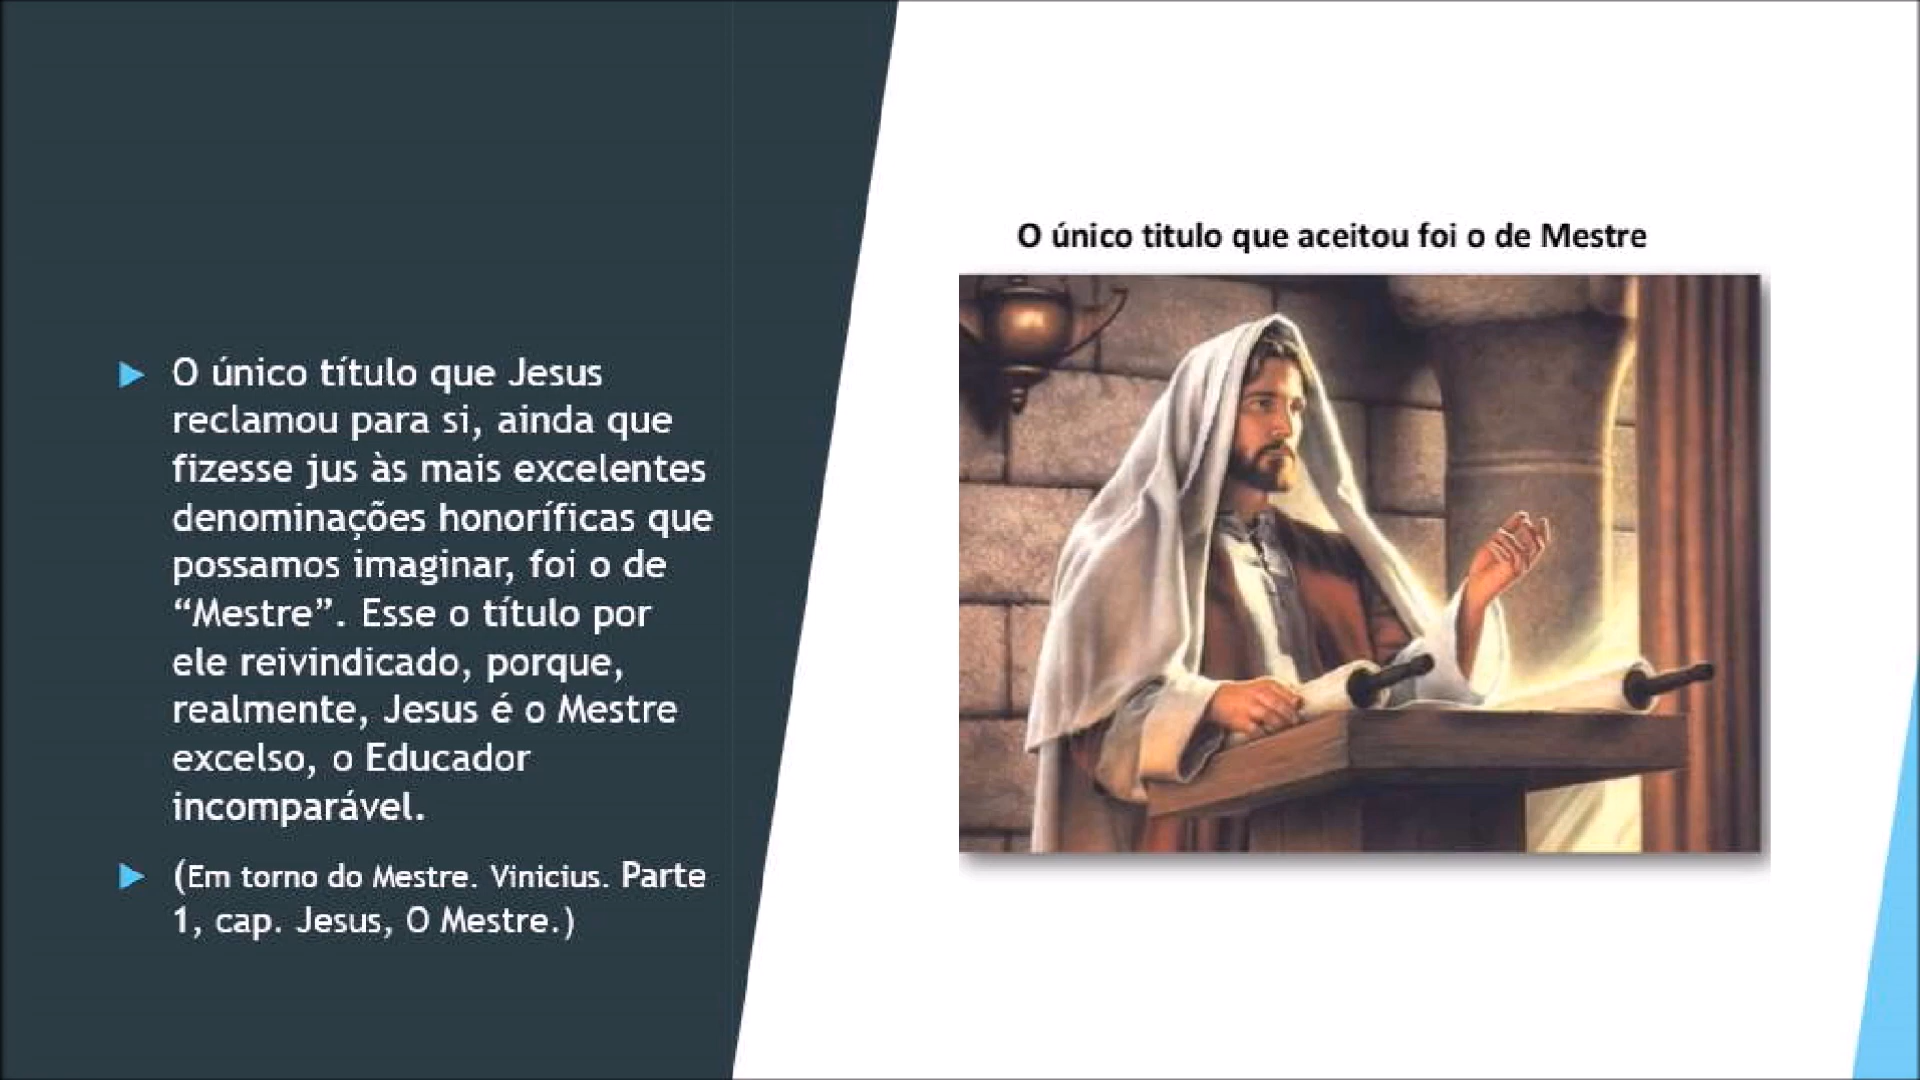 O único título que Jesus
reclamou para si, ainda que
fizesse jus às mais excelentes
denominações honoríficas que
possamos imaginar, foi o de
“Mestre”. Esse o título por
ele reivindicado, porque,
realmente, Jesus é o Mestre
excelso, o Educador
incomparável.
(Em torno do Mestre. Vinicius. Parte
1, cap. Jesus, O Mestre.)
O único titulo que aceitou foi o de Mestre